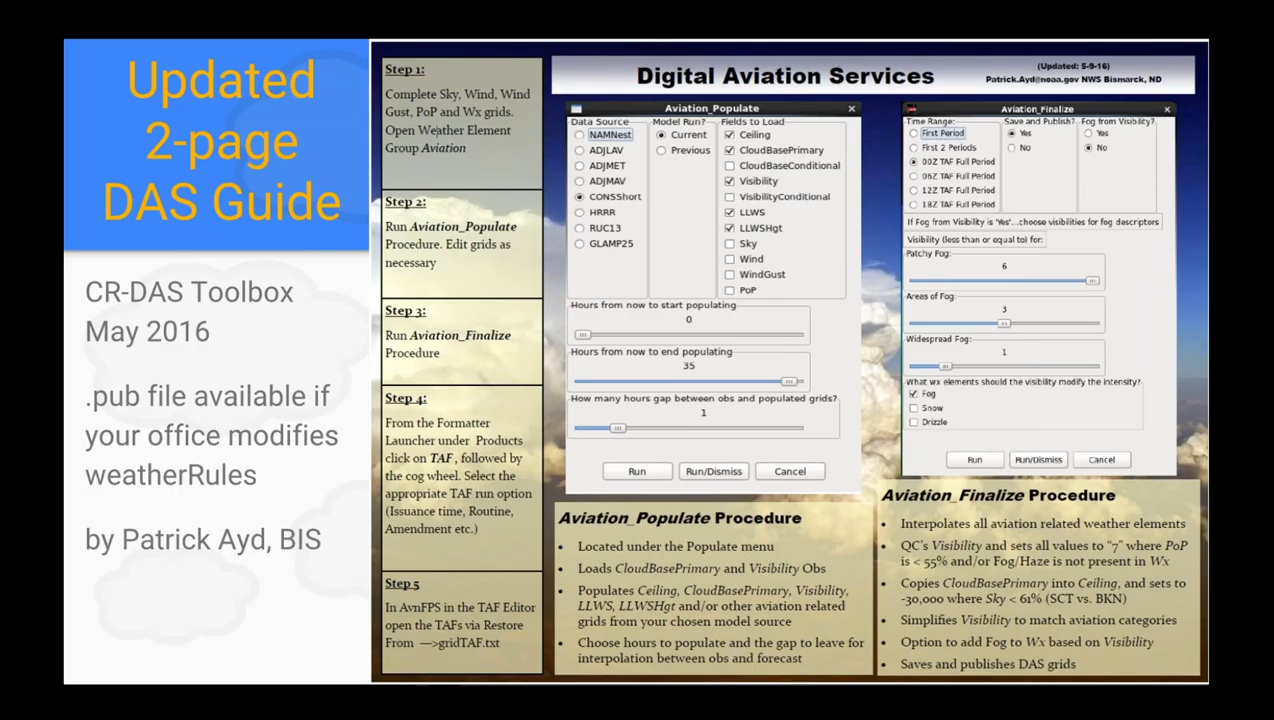 Updated
2-page
DAS Guide
CR-DAS Toolbox
May 2016
.pub file available if
your office modifies
weatherRules
by Patrick Ayd, BIS
Step 1:
Complete Sky, Wind, Wind
Gust, PoP and Wx grids.
Open Weather Element
Group Aviation
Step 2:
Run Aviation_Populate
Procedure. Edit grids as
necessary
Step 3:
Run Aviation_Finalize
Procedure
Step 4:
From the Formatter
Launcher under Products
click on TAF, followed by
the cog wheel. Select the
appropriate TAF run option
(Issuance time, Routine,
Amendment etc.)
Step 5
In AvnFPS in the TAF Editor
open the TAFs via Restore
From —>gridTAF.txt
Digital Aviation Services
(Updated: 5-9-16)
Patrick.Ayd@noaa.gov NWS Bismarck, ND
Aviation_Populate
Data Source
NAMNest
ADJLAV
ADJMET
ADJMAV
CONSShort
HRRR
RUC13
GLAMP25
Model Run?
Current
Previous
Fields to Load
Ceiling
CloudBasePrimary
CloudBaseConditional
Visibility
VisibilityConditional
LLWS
LLWSHgt
Sky
Wind
WindGust
PoP
Hours from now to start populating
0
Hours from now to end populating
35
How many hours gap between obs and populated grids?
1
Run
Run/Dismiss
Cancel
Aviation_Finalize
Time Range:
First Period
First 2 Periods
00Z TAF Full Period
06Z TAF Full Period
12Z TAF Full Period
18Z TAF Full Period
Save and Publish?
Yes
No
Fog from Visibility?
Yes
No
If Fog from Visibility is 'Yes'...choose visibilities for fog descriptors
Visibility (less than or equal to) for:
Patchy Fog:
6
Areas of Fog:
3
Widespread Fog:
1
What wx elements should the visibility modify the intensity?
Fog
Snow
Drizzle
Run
Run/Dismiss
Cancel
Aviation_Populate Procedure
• Located under the Populate menu
• Loads CloudBasePrimary and Visibility Obs
• Populates Ceiling, CloudBasePrimary, Visibility,
LLWS, LLWSHgt and/or other aviation related
grids from your chosen model source
• Choose hours to populate and the gap to leave for
interpolation between obs and forecast
Aviation_Finalize Procedure
• Interpolates all aviation related weather elements
• QC's Visibility and sets all values to “7” where PoP
is < 55% and/or Fog/Haze is not present in Wx
• Copies CloudBasePrimary into Ceiling, and sets to
-30,000 where Sky < 61% (SCT vs. BKN)
• Simplifies Visibility to match aviation categories
• Option to add Fog to Wx based on Visibility
• Saves and publishes DAS grids